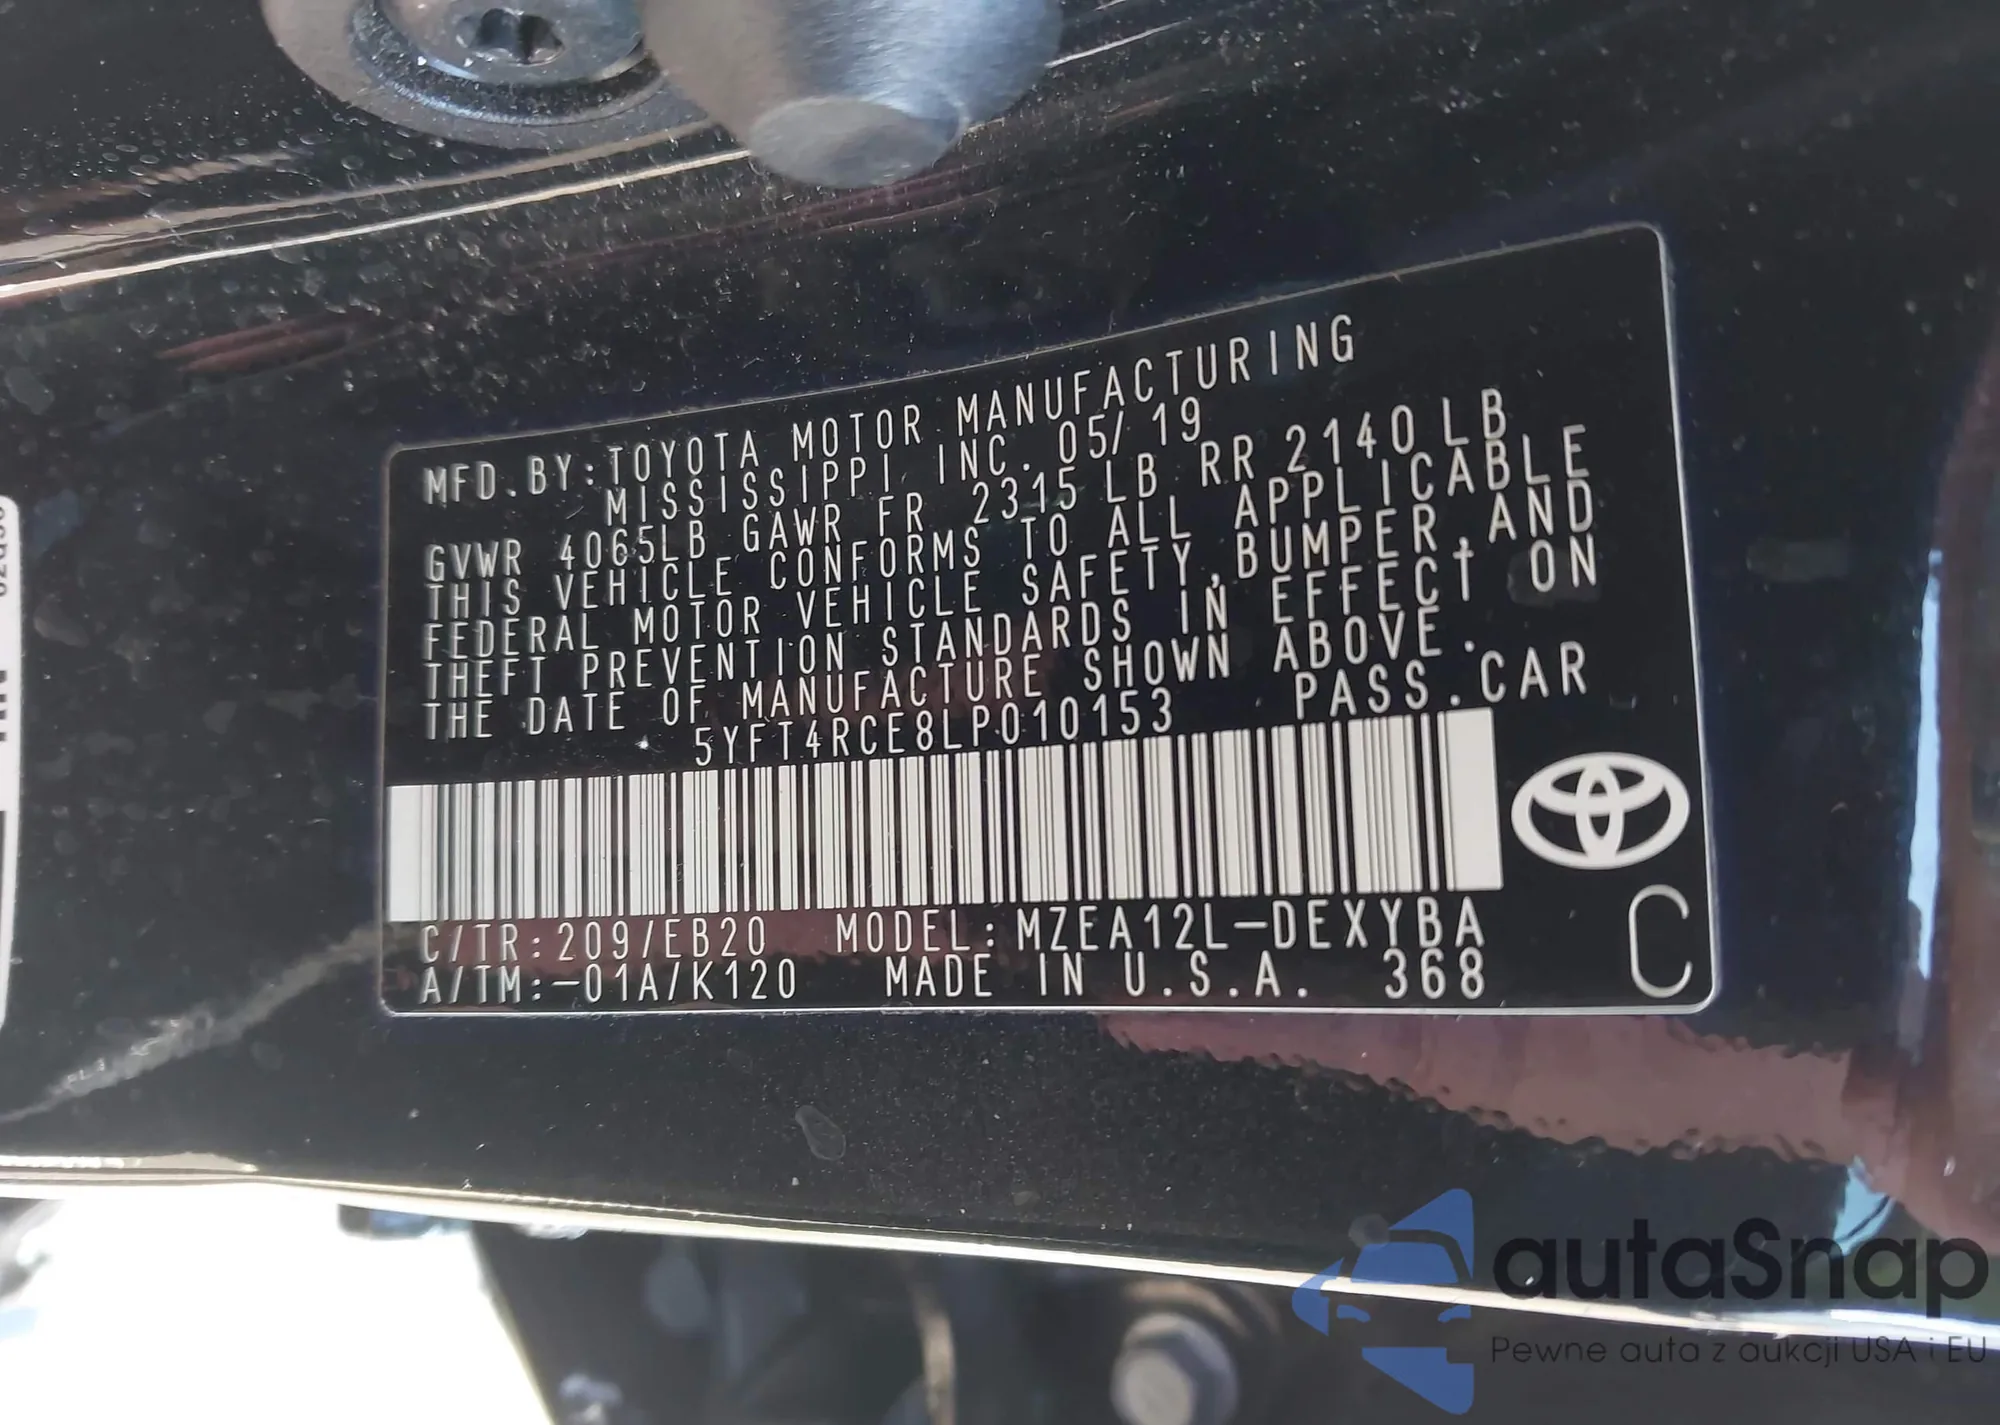 MFD.BY:TOYOTA MOTOR MANUFACTURING
MISSISSIPPI, INC. 05/19
GVWR 4065LB GAWR FR 2315 LB RR 2140LB
THIS VEHICLE CONFORMS TO ALL APPLICABLE
FEDERAL MOTOR VEHICLE SAFETY,BUMPER,AND
THEFT PREVENTION STANDARDS IN EFFECT ON
THE DATE OF MANUFACTURE SHOWN ABOVE.
5YFT4RCE8LP010153 PASS.CAR
C/TR:209/EB20 MODEL:MZEA12L-DEXYBA
A/TM:-01A/K120 MADE IN U.S.A. 368
C
autaSnap
Pewne auta z aukcji USA i EU